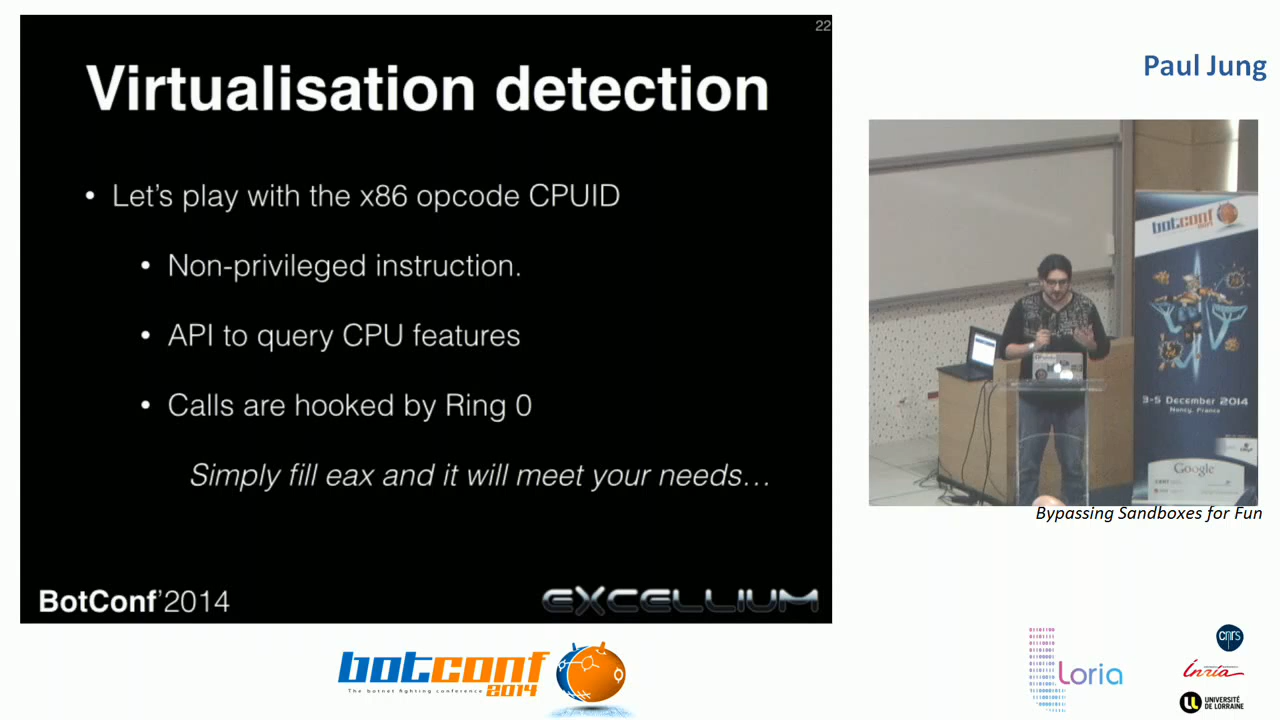 22
Virtualisation detection
• Let's play with the x86 opcode CPUID
• Non-privileged instruction.
• API to query CPU features
• Calls are hooked by Ring 0
Simply fill eax and it will meet your needs…
BotConf'2014
EXCELLIUM
Paul Jung
botconf
3-5 December 2014
Nancy, France
Google
Bypassing Sandboxes for Fun
botconf
The botnet fighting conference
2014
Loria
cnrs
Inria
UNIVERSITÉ
DE LORRAINE